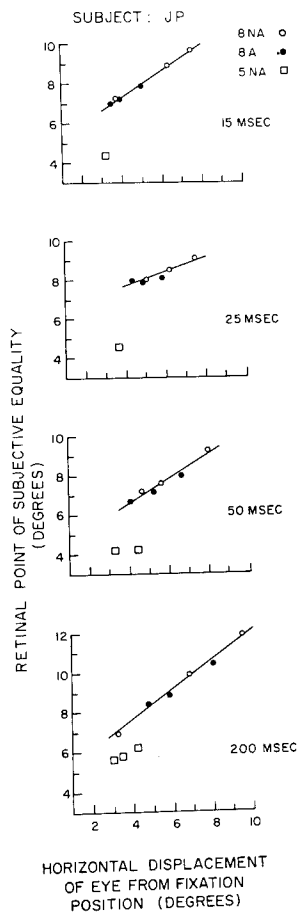 SUBJECT: JP
8NA ○
8A ●
5NA □
10
8
6
4
15 MSEC
10
8
6
4
25 MSEC
10
8
6
4
50 MSEC
12
10
8
6
4
200 MSEC
2 4 6 8 10
RETINAL POINT OF SUBJECTIVE EQUALITY
(DEGREES)
HORIZONTAL DISPLACEMENT
OF EYE FROM FIXATION
POSITION (DEGREES)